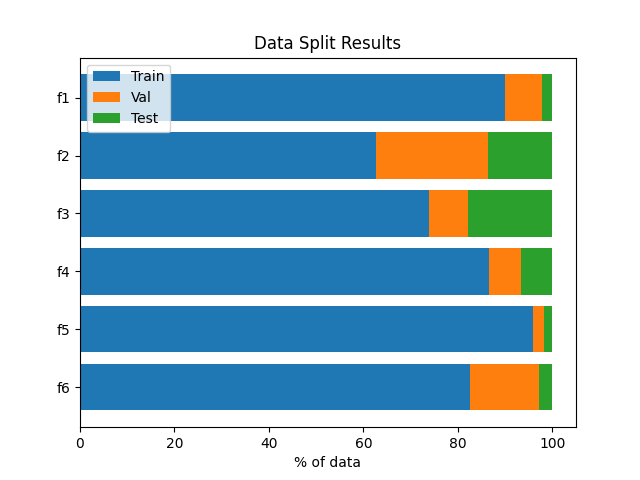 Data Split Results
Train
Val
Test
f1
f2
f3
f4
f5
f6
0 20 40 60 80 100
% of data